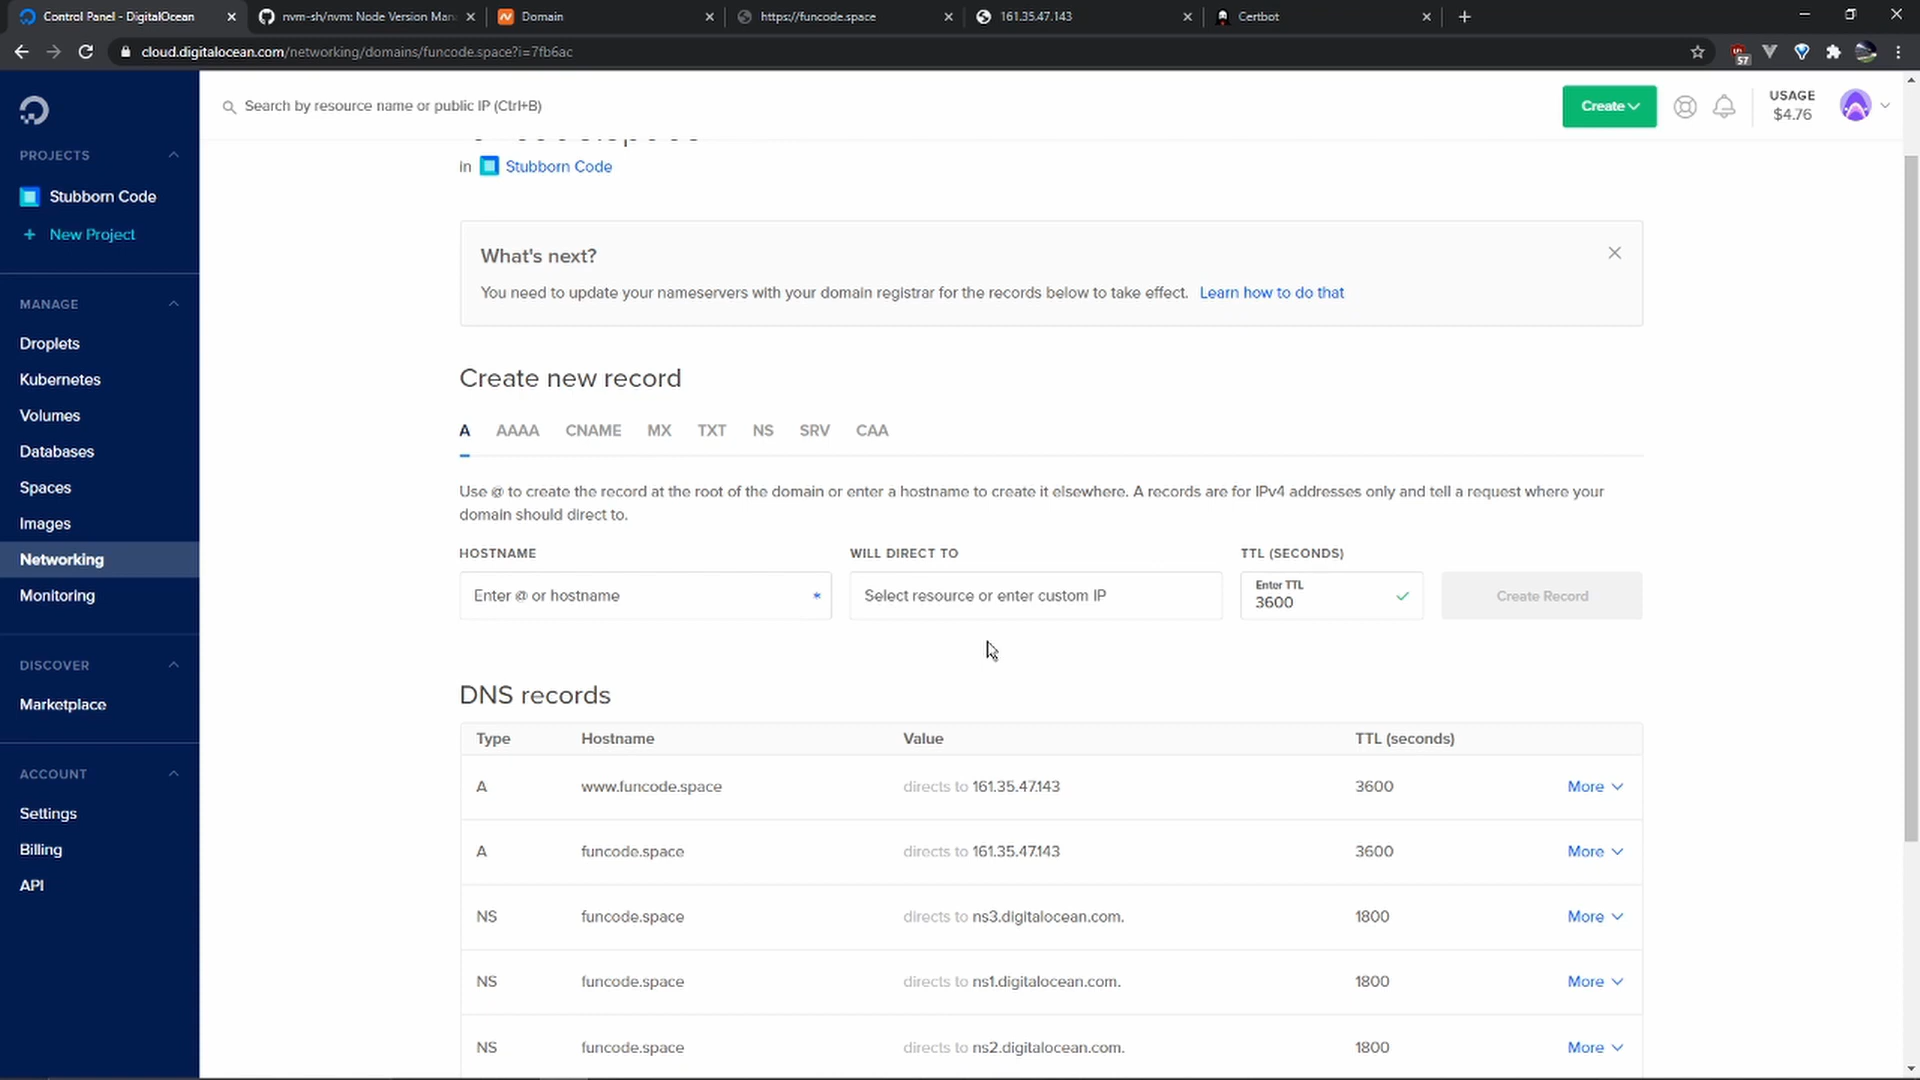 Control Panel - DigitalOcean
nvm-sh/nvm: Node Version Man
Domain
https://funcode.space
161.35.47.143
Certbot
cloud.digitalocean.com/networking/domains/funcode.space?i=7fb6ac
57
Search by resource name or public IP (Ctrl+B)
Create
USAGE
$4.76
PROJECTS
Stubborn Code
+ New Project
MANAGE
Droplets
Kubernetes
Volumes
Databases
Spaces
Images
Networking
Monitoring
DISCOVER
Marketplace
ACCOUNT
Settings
Billing
API
in Stubborn Code
What's next?
You need to update your nameservers with your domain registrar for the records below to take effect. Learn how to do that
Create new record
A AAAA CNAME MX TXT NS SRV CAA
Use @ to create the record at the root of the domain or enter a hostname to create it elsewhere. A records are for IPv4 addresses only and tell a request where your
domain should direct to.
HOSTNAME WILL DIRECT TO TTL (SECONDS)
Enter @ or hostname *
Select resource or enter custom IP
Enter TTL
3600
Create Record
DNS records
Type Hostname Value TTL (seconds)
A www.funcode.space directs to 161.35.47.143 3600 More
A funcode.space directs to 161.35.47.143 3600 More
NS funcode.space directs to ns3.digitalocean.com. 1800 More
NS funcode.space directs to ns1.digitalocean.com. 1800 More
NS funcode.space directs to ns2.digitalocean.com. 1800 More